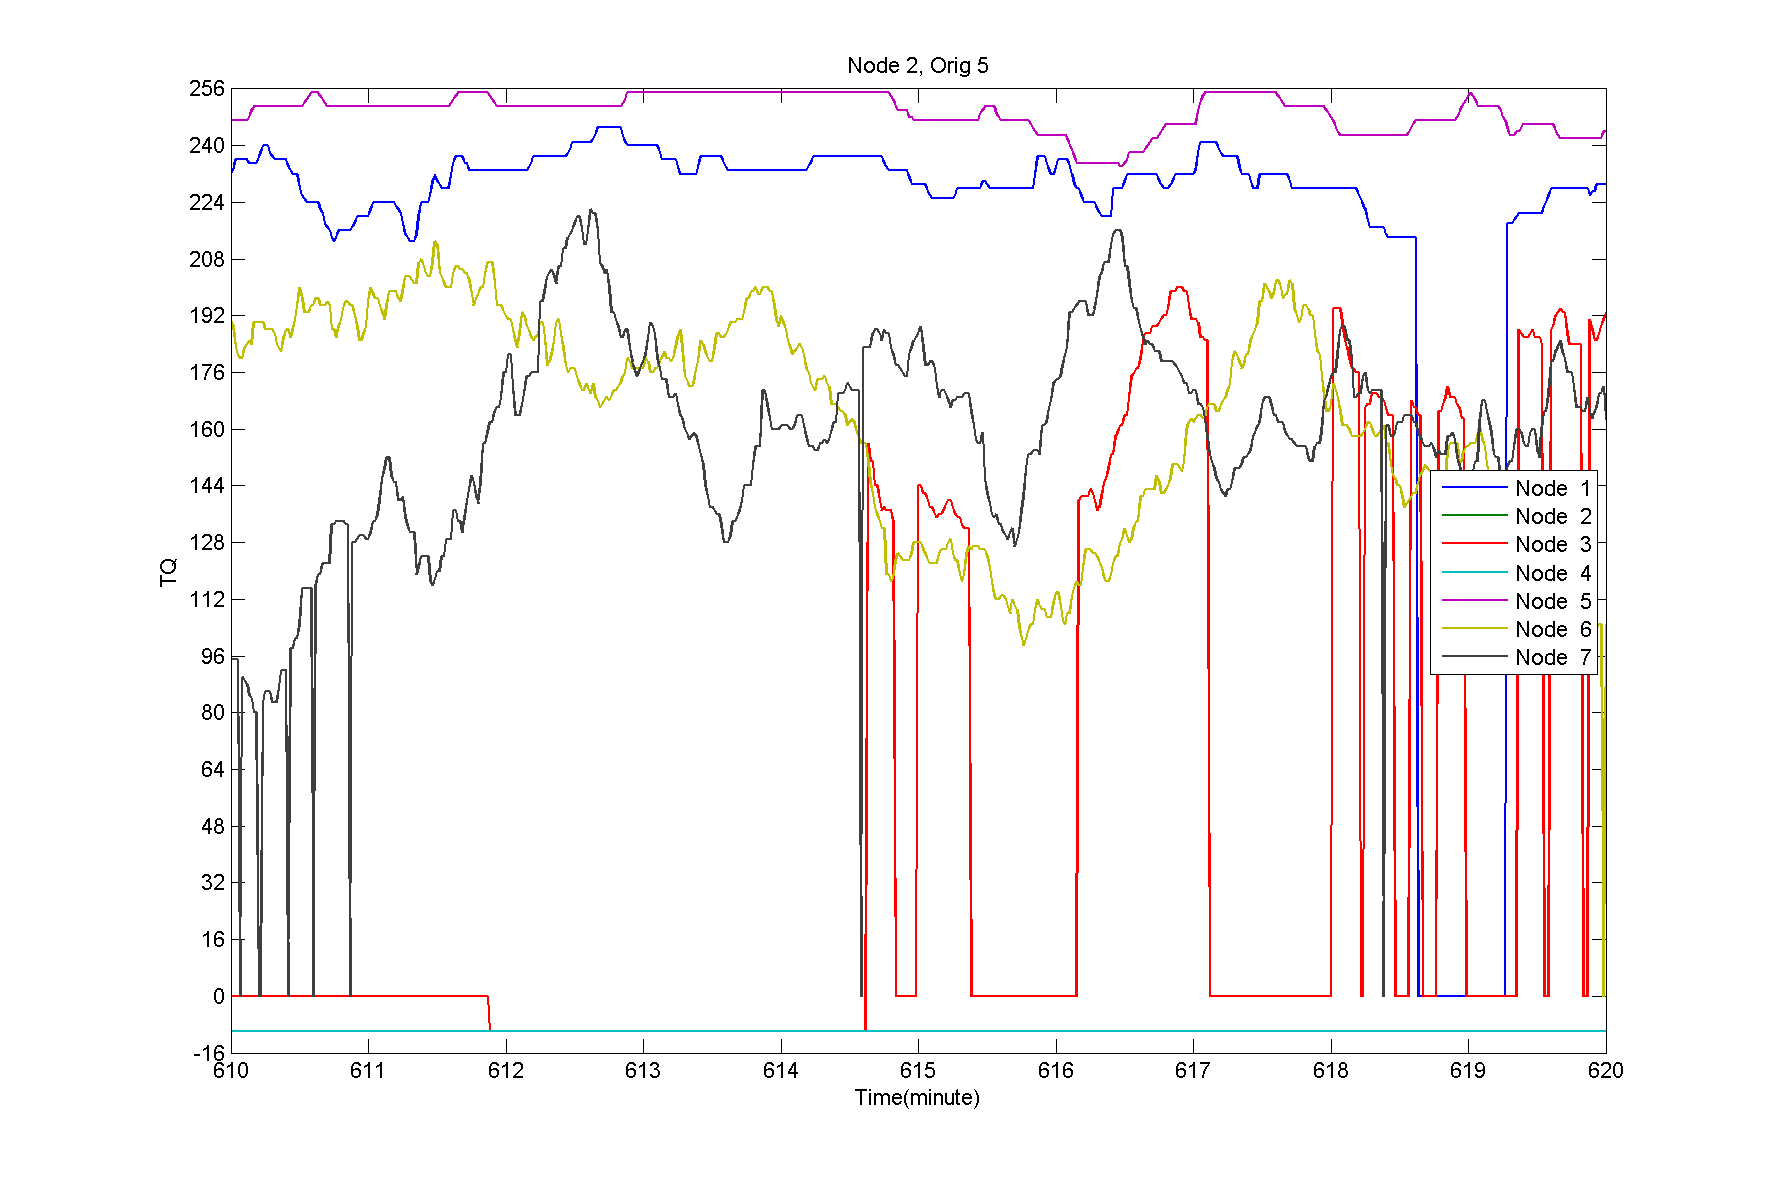 Node 2, Orig 5
256
240
224
208
192
176
160
144
128
112
96
80
64
48
32
16
0
-16
TQ
Node 1
Node 2
Node 3
Node 4
Node 5
Node 6
Node 7
610 611 612 613 614 615 616 617 618 619 620
Time(minute)